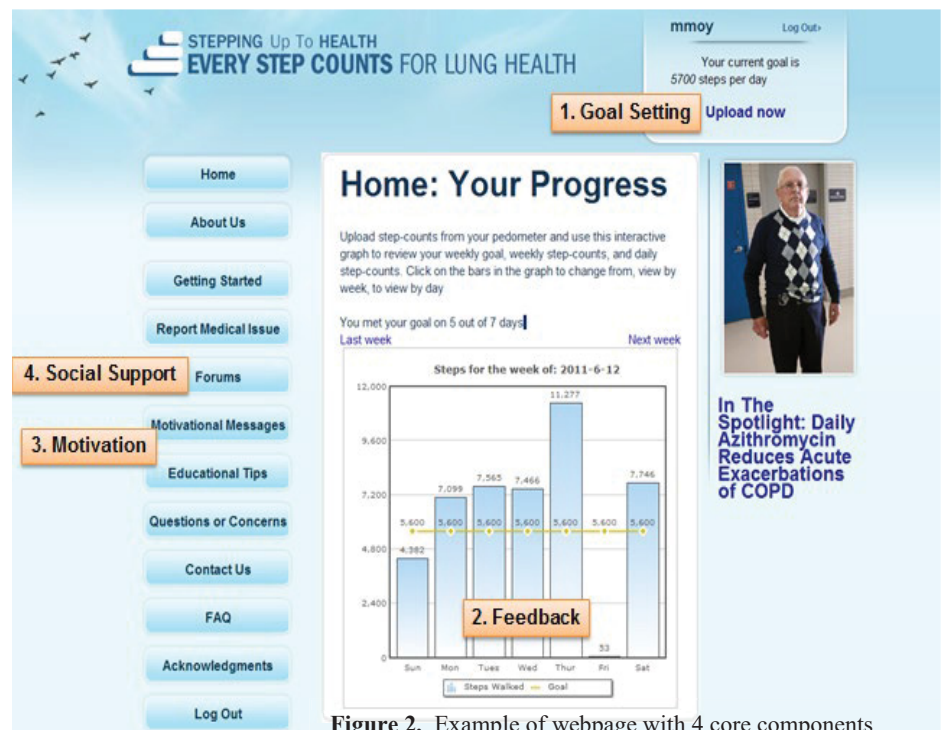 STEPPING Up To HEALTH
EVERY STEP COUNTS FOR LUNG HEALTH
mmoy
Log Out›
Your current goal is
5700 steps per day
Upload now
1. Goal Setting
Home
About Us
Getting Started
Report Medical Issue
4. Social Support
Forums
Motivational Messages
3. Motivation
Educational Tips
Questions or Concerns
Contact Us
FAQ
Acknowledgments
Log Out
Home: Your Progress
Upload step-counts from your pedometer and use this interactive
graph to review your weekly goal, weekly step-counts, and daily
step-counts. Click on the bars in the graph to change from, view by
week, to view by day
You met your goal on 5 out of 7 days
Last week
Next week
Steps for the week of: 2011-6-12
12,000
9,600
7,200
4,800
2,400
0
4,382
7,099
7,565
7,466
11,277
53
7,746
5,600 5,600 5,600 5,600 5,600 5,600 5,600
2. Feedback
Sun Mon Tues Wed Thur Fri Sat
Steps Walked Goal
In The
Spotlight: Daily
Azithromycin
Reduces Acute
Exacerbations
of COPD
Figure 2. Example of webpage with 4 core components